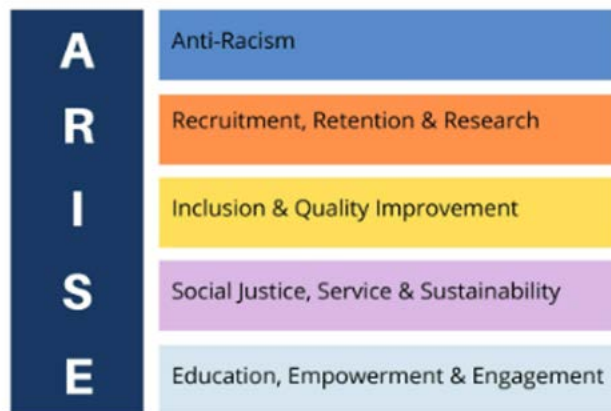 A
Anti-Racism
R
Recruitment, Retention & Research
I
Inclusion & Quality Improvement
S
Social Justice, Service & Sustainability
E
Education, Empowerment & Engagement